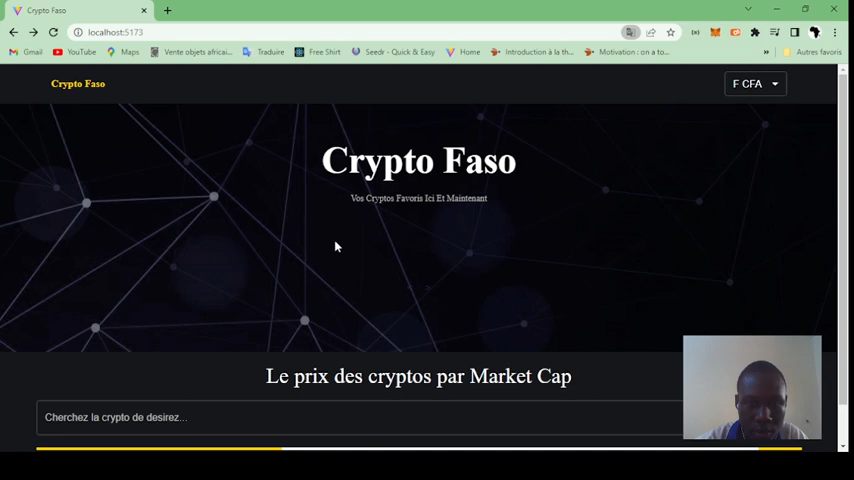 Crypto Faso
localhost:5173
Gmail
YouTube
Maps
Vente objets africai...
Traduire
Free Shirt
Seedr - Quick & Easy
Home
Introduction à la th...
Motivation : on a to...
»
Autres favoris
Crypto Faso
F CFA
Crypto Faso
Vos Cryptos Favoris Ici Et Maintenant
Le prix des cryptos par Market Cap
Cherchez la crypto de desirez...